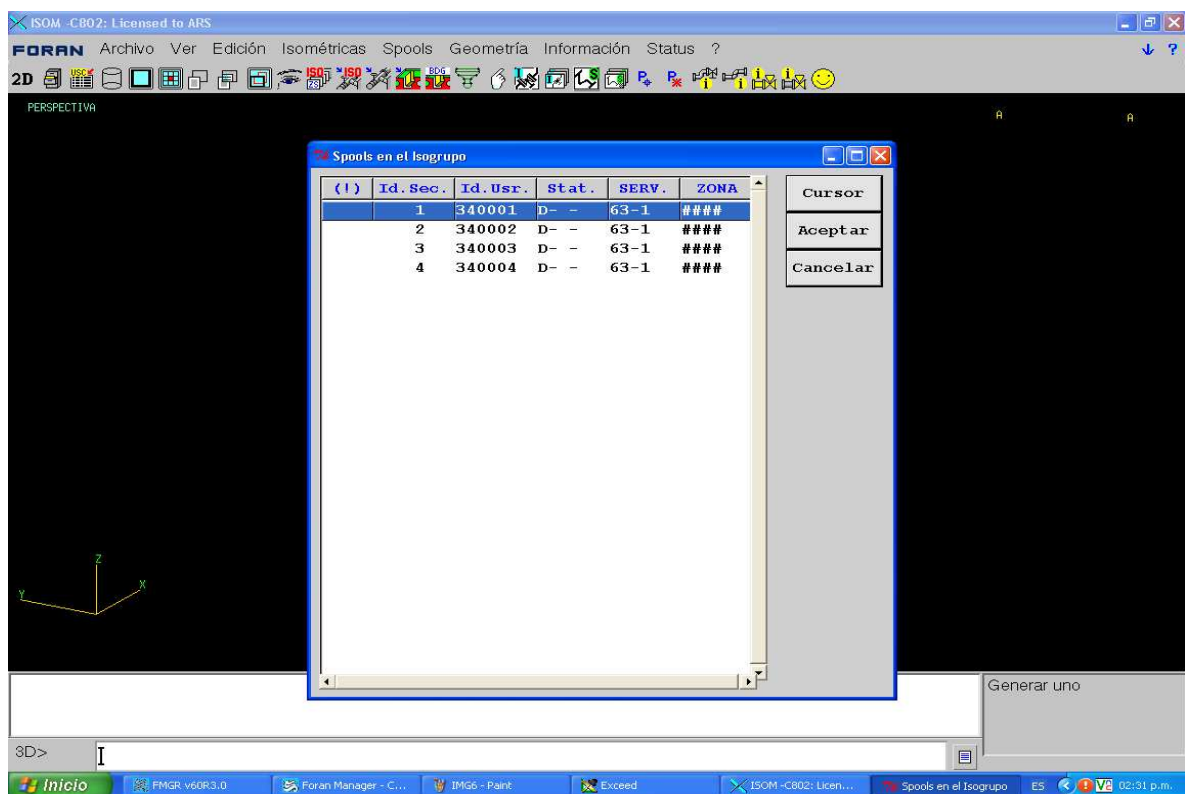 ISOM -C802: Licensed to ARS
FORAN Archivo Ver Edición Isométricas Spools Geometría Información Status ?
?
2D
PERSPECTIVA
A A
Spools en el Isogrupo
(!) Id.Sec. Id.Usr. Stat. SERV. ZONA
1 340001 D- - 63-1 ####
2 340002 D- - 63-1 ####
3 340003 D- - 63-1 ####
4 340004 D- - 63-1 ####
Cursor
Aceptar
Cancelar
Z
Y X
Generar uno
3D>
Inicio FMGR v60R3.0 Foran Manager - C... IMG6 - Paint Exceed ISOM -C802: Licen... Spools en el Isogrupo ES 02:31 p.m.